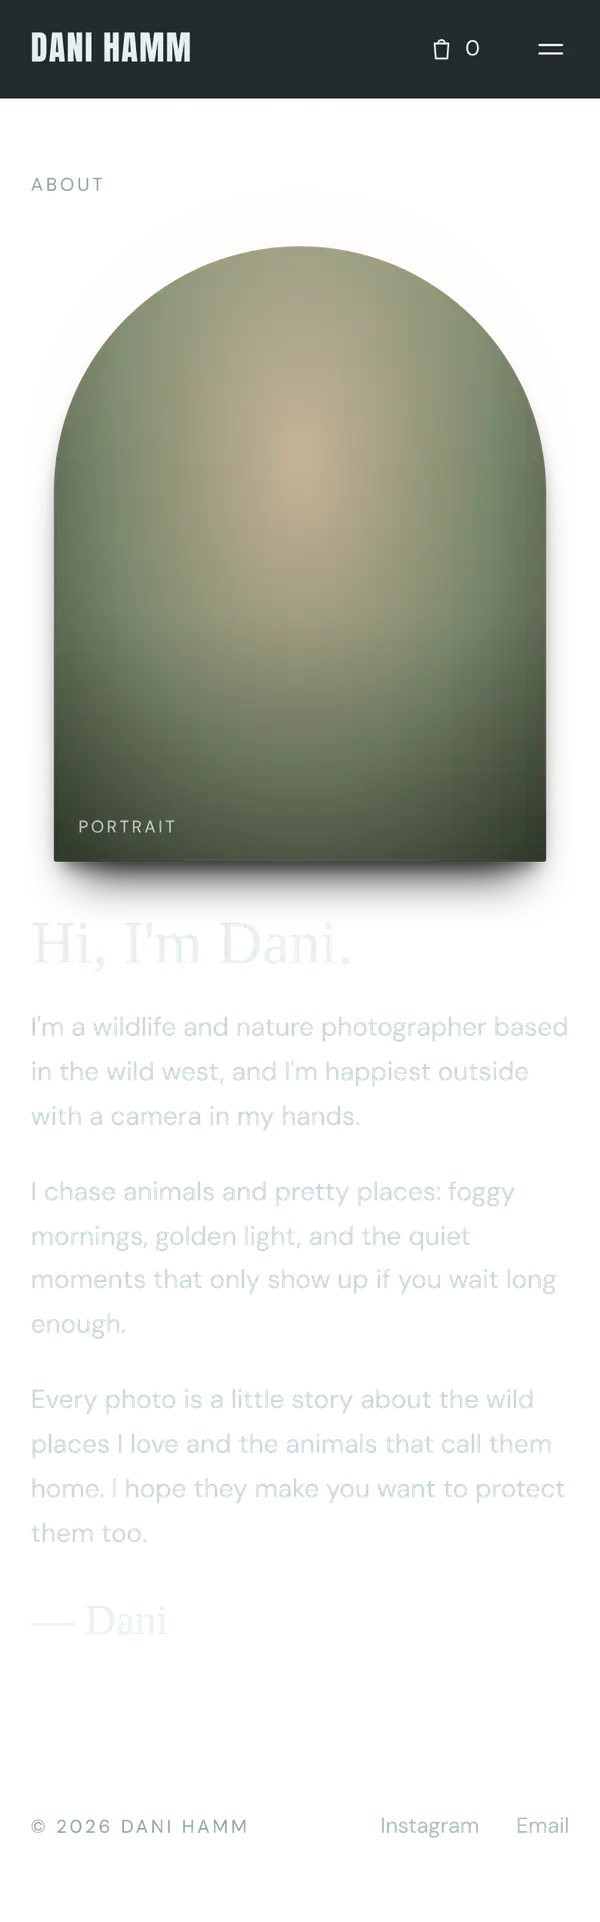 DANI HAMM
0
ABOUT
PORTRAIT
Hi, I'm Dani.
I'm a wildlife and nature photographer based
in the wild west, and I'm happiest outside
with a camera in my hands.
I chase animals and pretty places: foggy
mornings, golden light, and the quiet
moments that only show up if you wait long
enough.
Every photo is a little story about the wild
places I love and the animals that call them
home. I hope they make you want to protect
them too.
— Dani
© 2026 DANI HAMM Instagram Email